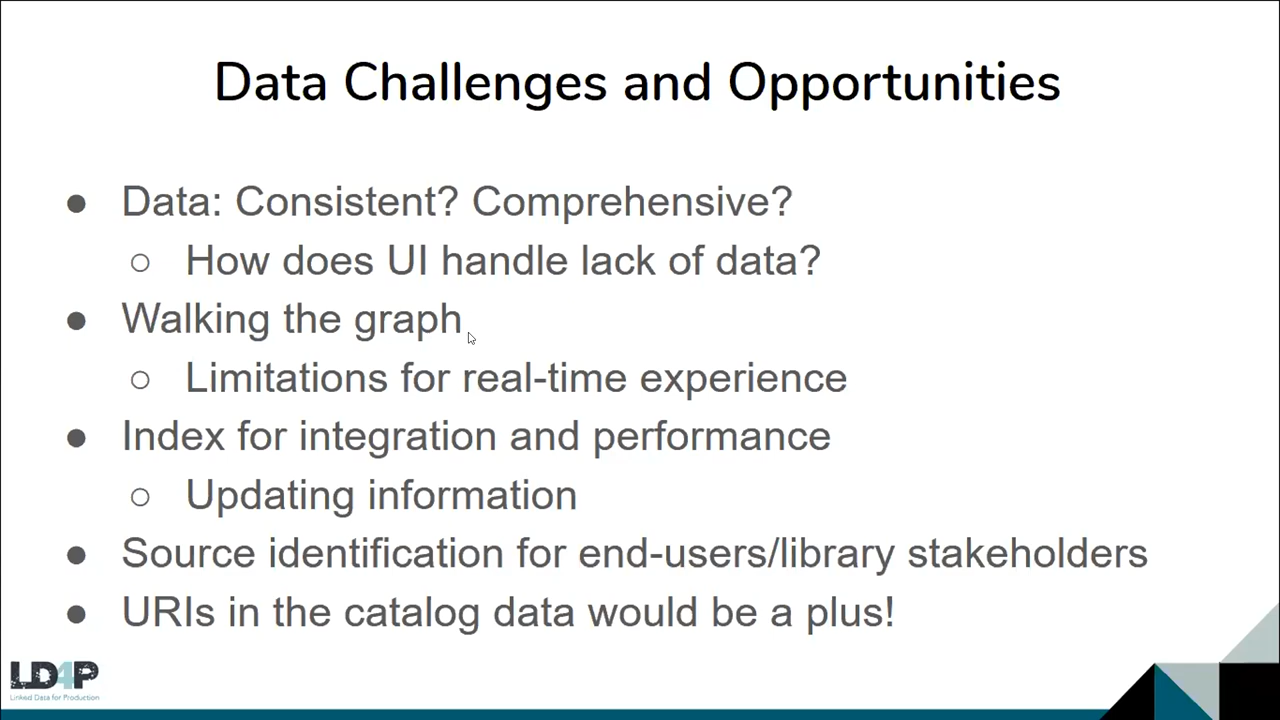 Data Challenges and Opportunities
● Data: Consistent? Comprehensive?
○ How does UI handle lack of data?
● Walking the graph
○ Limitations for real-time experience
● Index for integration and performance
○ Updating information
● Source identification for end-users/library stakeholders
● URIs in the catalog data would be a plus!
LD4P
Linked Data for Production